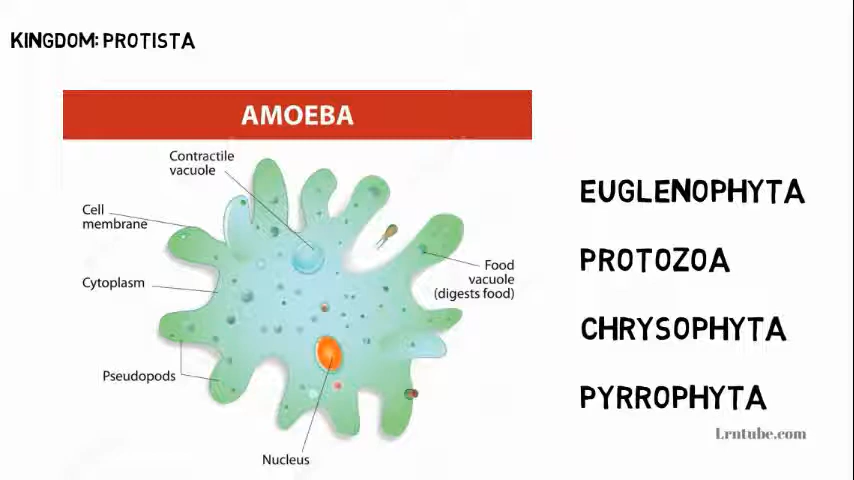 KINGDOM: PROTISTA
AMOEBA
Contractile
vacuole
Cell
membrane
Cytoplasm
Pseudopods
Nucleus
Food
vacuole
(digests food)
EUGLENOPHYTA
PROTOZOA
CHRYSOPHYTA
PYRROPHYTA
Lrntube.com